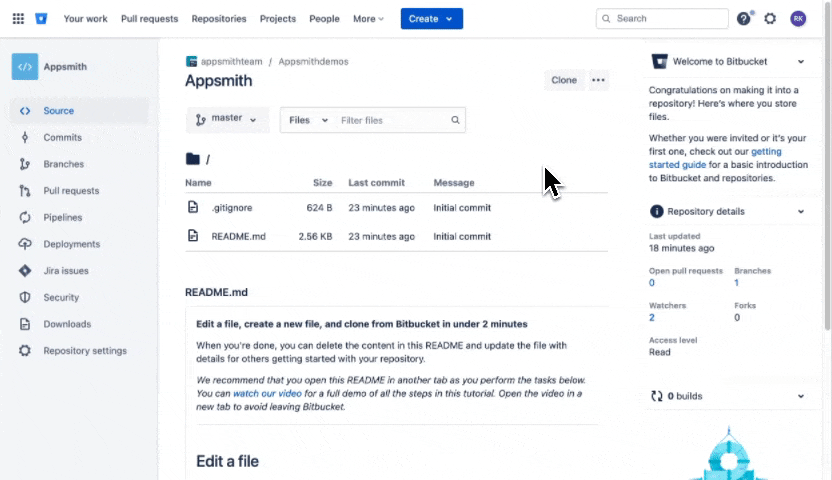 Your work Pull requests Repositories Projects People More Create Search RK
Appsmith
Source
Commits
Branches
Pull requests
Pipelines
Deployments
Jira issues
Security
Downloads
Repository settings
appsmithteam / Appsmithdemos
Appsmith
Clone
master Files Filter files
/
Name Size Last commit Message
.gitignore 624 B 23 minutes ago Initial commit
README.md 2.56 KB 23 minutes ago Initial commit
README.md
Edit a file, create a new file, and clone from Bitbucket in under 2 minutes
When you're done, you can delete the content in this README and update the file with
details for others getting started with your repository.
We recommend that you open this README in another tab as you perform the tasks below.
You can watch our video for a full demo of all the steps in this tutorial. Open the video in a
new tab to avoid leaving Bitbucket.
Edit a file
Welcome to Bitbucket
Congratulations on making it into a
repository! Here's where you store
files.
Whether you were invited or it's your
first one, check out our getting
started guide for a basic introduction
to Bitbucket and repositories.
Repository details
Last updated
18 minutes ago
Open pull requests Branches
0 1
Watchers Forks
2 0
Access level
Read
0 builds